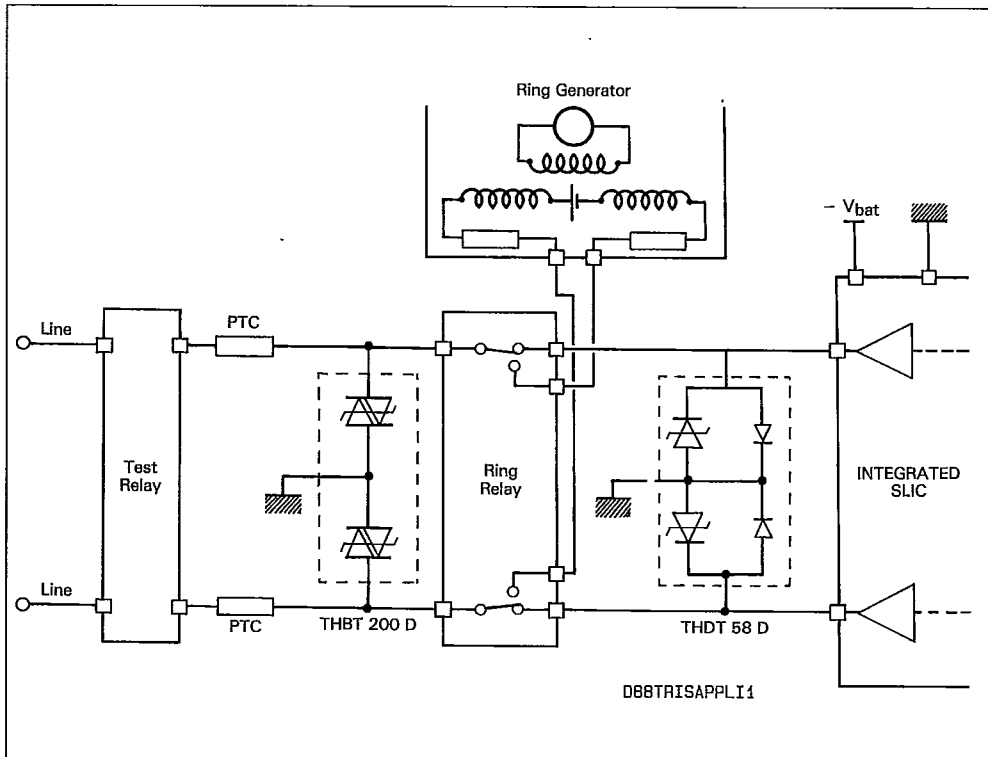 Ring Generator
– Vbat
Line
PTC
Test
Relay
Ring
Relay
INTEGRATED
SLIC
Line
PTC
THBT 200 D
THDT 58 D
D88TRISAPPLI1